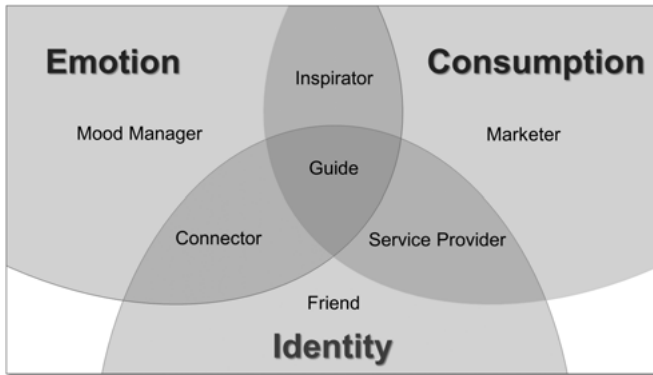 Emotion
Consumption
Inspirator
Mood Manager
Marketer
Guide
Connector
Service Provider
Friend
Identity